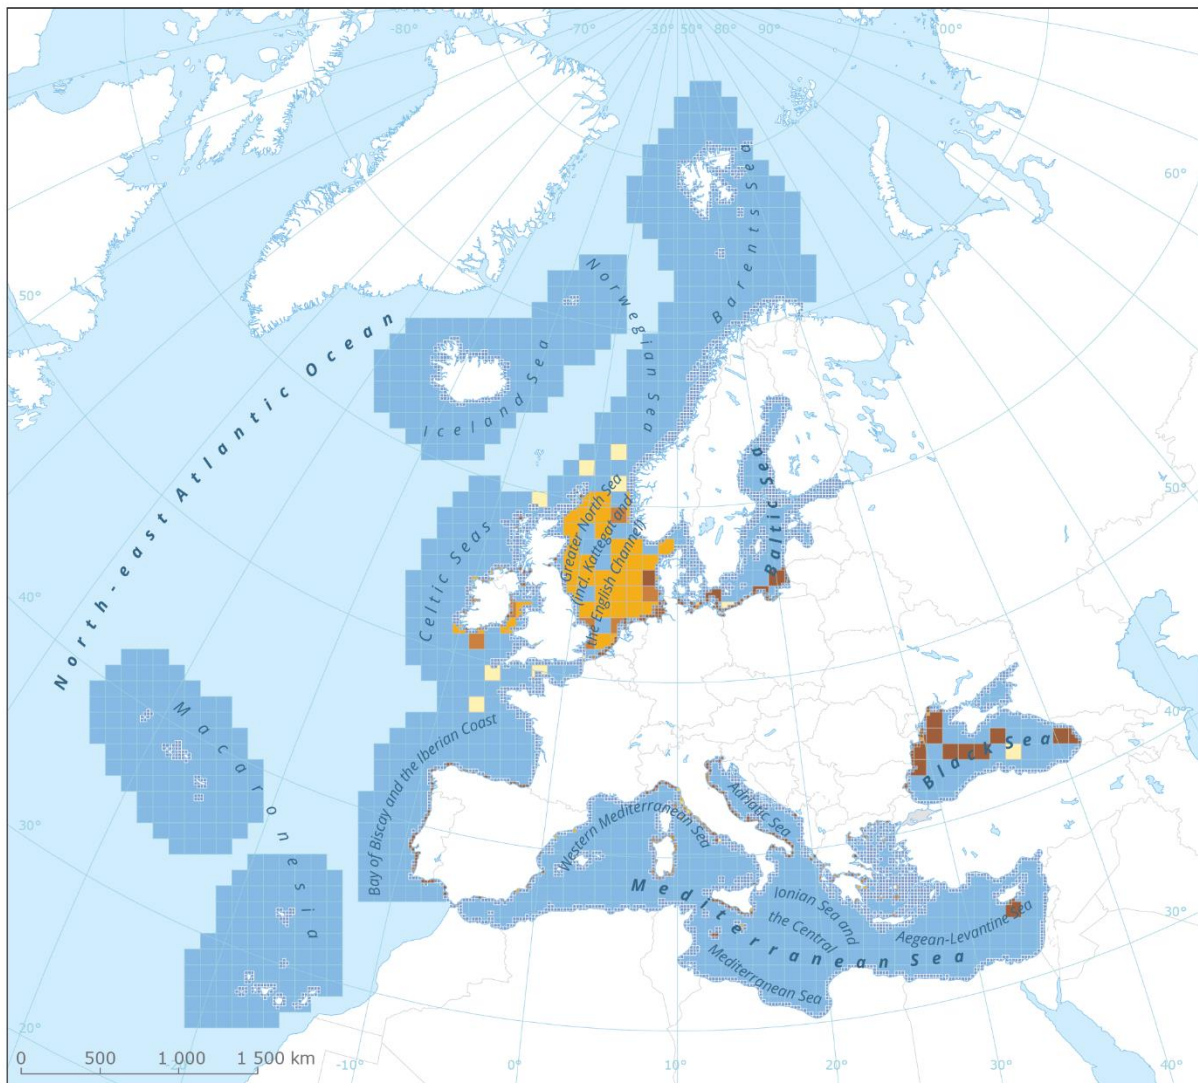 -80°
-70°
-30°
50°
80°
60°
50°
50°
40°
40°
30°
30°
20°
Barents Sea
Norwegian Sea
Iceland Sea
North-east Atlantic Ocean
Celtic Seas
Greater North Sea
(incl. Kattegat and
the English Channel)
Baltic Sea
Macaronesia
Bay of Biscay and the Iberian Coast
Black Sea
Adriatic Sea
Western Mediterranean Sea
Mediterranean Sea
Ionian Sea and
the Central
Mediterranean Sea
Aegean-Levantine Sea
0 500 1 000 1 500 km
-10°
0°
10°
20°
30°
40°